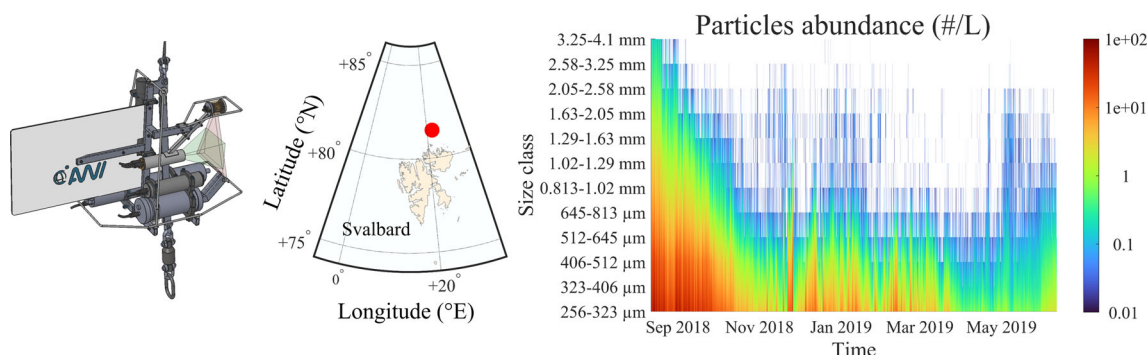 AWI
+85°
+80°
+75°
Latitude (°N)
Svalbard
0°
+20°
Longitude (°E)
Particles abundance (#/L)
Size class
3.25-4.1 mm
2.58-3.25 mm
2.05-2.58 mm
1.63-2.05 mm
1.29-1.63 mm
1.02-1.29 mm
0.813-1.02 mm
645-813 µm
512-645 µm
406-512 µm
323-406 µm
256-323 µm
Sep 2018 Nov 2018 Jan 2019 Mar 2019 May 2019
Time
1e+02
1e+01
1
0.1
0.01